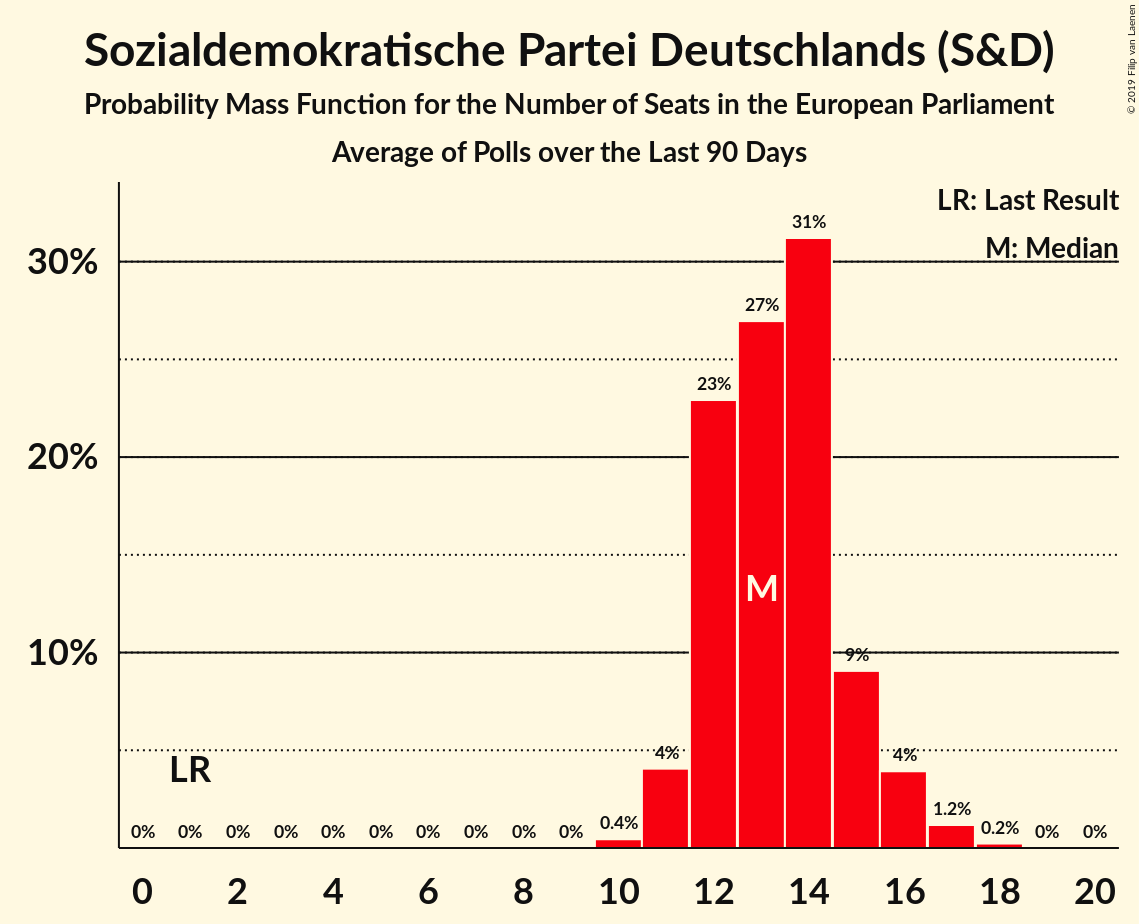 Sozialdemokratische Partei Deutschlands (S&D)
Probability Mass Function for the Number of Seats in the European Parliament
Average of Polls over the Last 90 Days
© 2019 Filip van Laenen
LR: Last Result
M: Median
31%
30%
27%
23%
20%
M
10%
9%
4%
4%
LR
0% 0% 0% 0% 0% 0% 0% 0% 0% 0% 0.4% 1.2% 0.2% 0% 0%
0 2 4 6 8 10 12 14 16 18 20